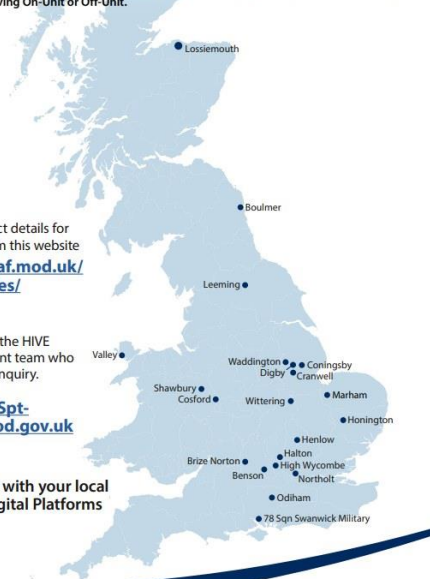 ving On-Unit or Off-Unit.
Lossiemouth
Boulmer
ct details for
m this website
af.mod.uk/
es/
Leeming
the HIVE
nt team who
nquiry.
Valley
Waddington
Coningsby
Digby
Cranwell
Shawbury
Cosford
Wittering
Marham
Spt-
od.gov.uk
Honington
Henlow
Halton
Brize Norton
High Wycombe
Benson
Northolt
with your local
gital Platforms
Odiham
78 Sqn Swanwick Military